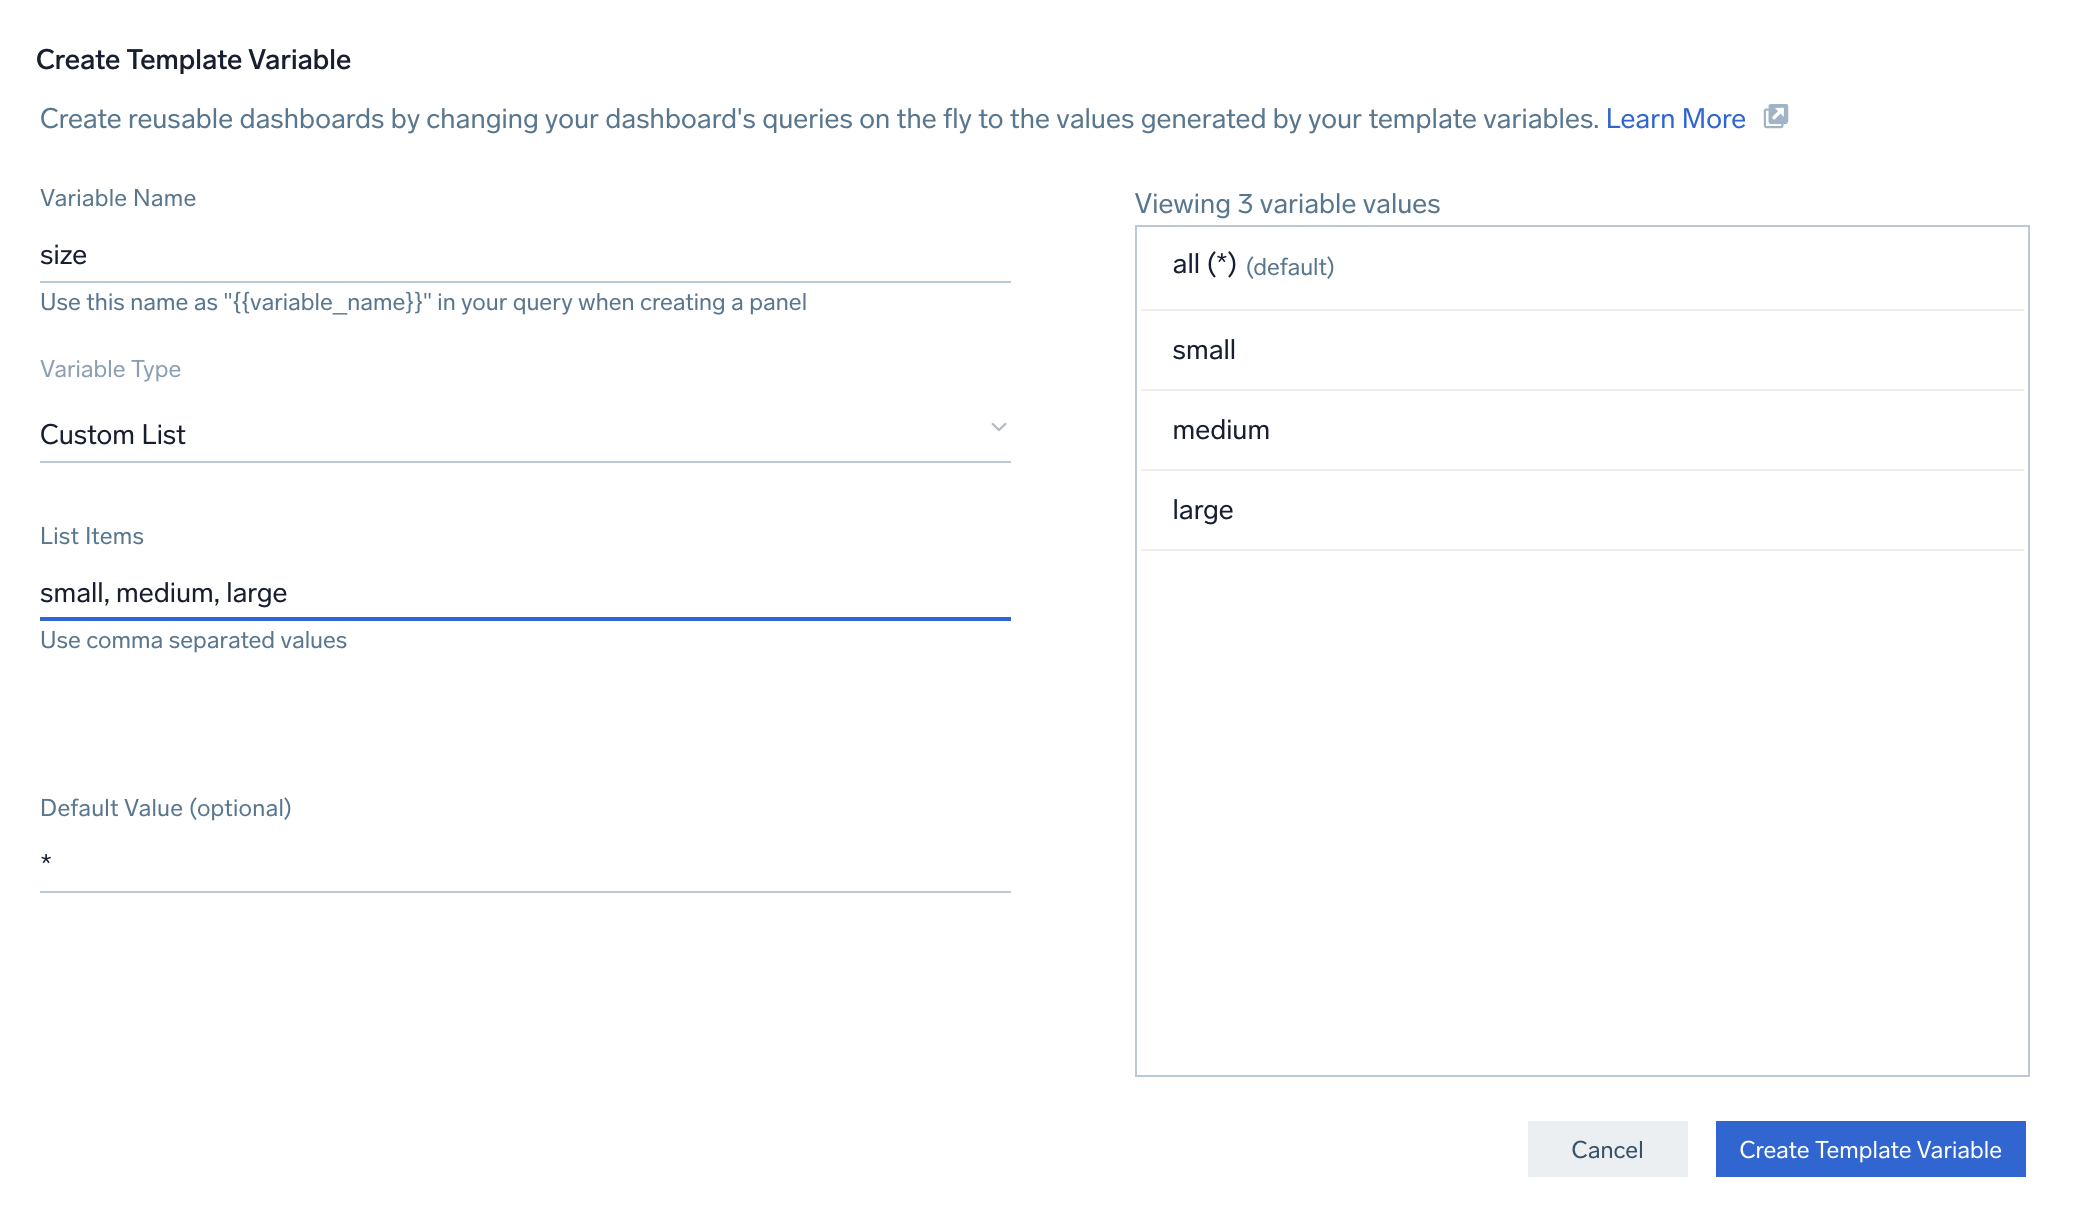 Create Template Variable
Create reusable dashboards by changing your dashboard's queries on the fly to the values generated by your template variables. Learn More
Variable Name
size
Use this name as "{{variable_name}}" in your query when creating a panel
Variable Type
Custom List
List Items
small, medium, large
Use comma separated values
Default Value (optional)
*
Viewing 3 variable values
all (*) (default)
small
medium
large
Cancel
Create Template Variable